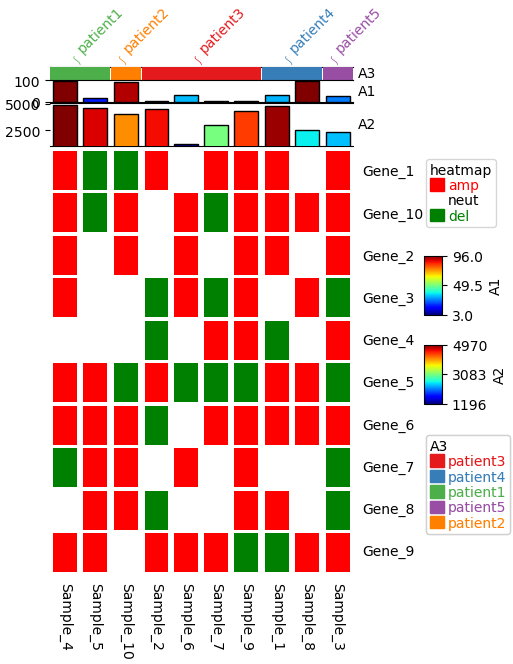 patient1
patient2
patient3
patient4
patient5
A3
100
0
A1
5000
2500
A2
Gene_1
Gene_10
Gene_2
Gene_3
Gene_4
Gene_5
Gene_6
Gene_7
Gene_8
Gene_9
Sample_4
Sample_5
Sample_10
Sample_2
Sample_6
Sample_7
Sample_9
Sample_1
Sample_8
Sample_3
heatmap
amp
neut
del
96.0
49.5
3.0
A1
4970
3083
1196
A2
A3
patient3
patient4
patient1
patient5
patient2